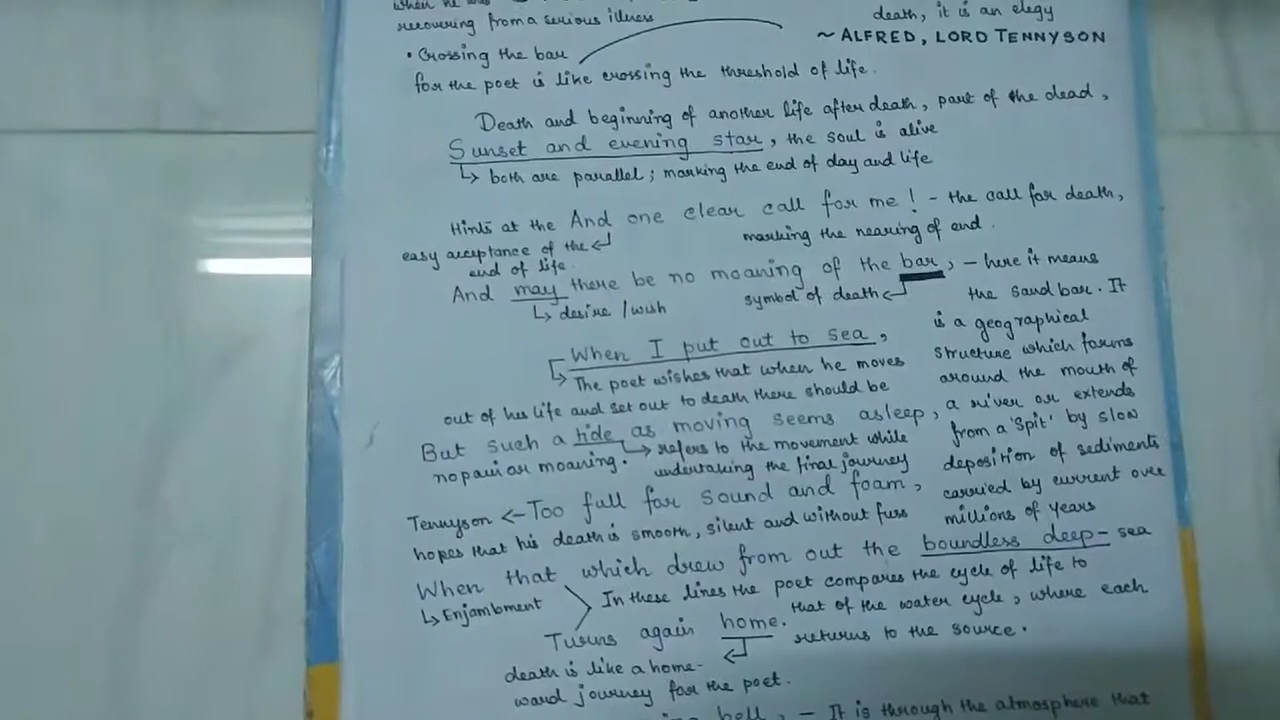 when he was
recovering from a serious illness
death, it is an elegy
~ ALFRED, LORD TENNYSON
• Crossing the bar
for the poet is like crossing the threshold of life.
Death and beginning of another life after death, part of the dead,
Sunset and evening star, the soul is alive
↳ both are parallel; marking the end of day and life
Hints at the And one clear call for me! - the call for death,
easy acceptance of the marking the nearing of end.
end of life.
And may there be no moaning of the bar, - here it means
↳ desire / wish symbol of death the sand bar. It
is a geographical
When I put out to sea, structure which forms
↳ The poet wishes that when he moves around the mouth of
out of his life and set out to death there should be
But such a tide as moving seems asleep, a river or extends
no pain or moaning. ↳ refers to the movement while from a 'spit' by slow
undertaking the final journey deposition of sediments
Tennyson ← Too full for sound and foam, carried by current over
hopes that his death is smooth, silent and without fuss millions of years
When that which drew from out the boundless deep- sea
↳ Enjambment In these lines the poet compares the cycle of life to
Turns again home. that of the water cycle, where each
returns to the source.
death is like a home-
ward journey for the poet.
bell, - It is through the atmosphere that